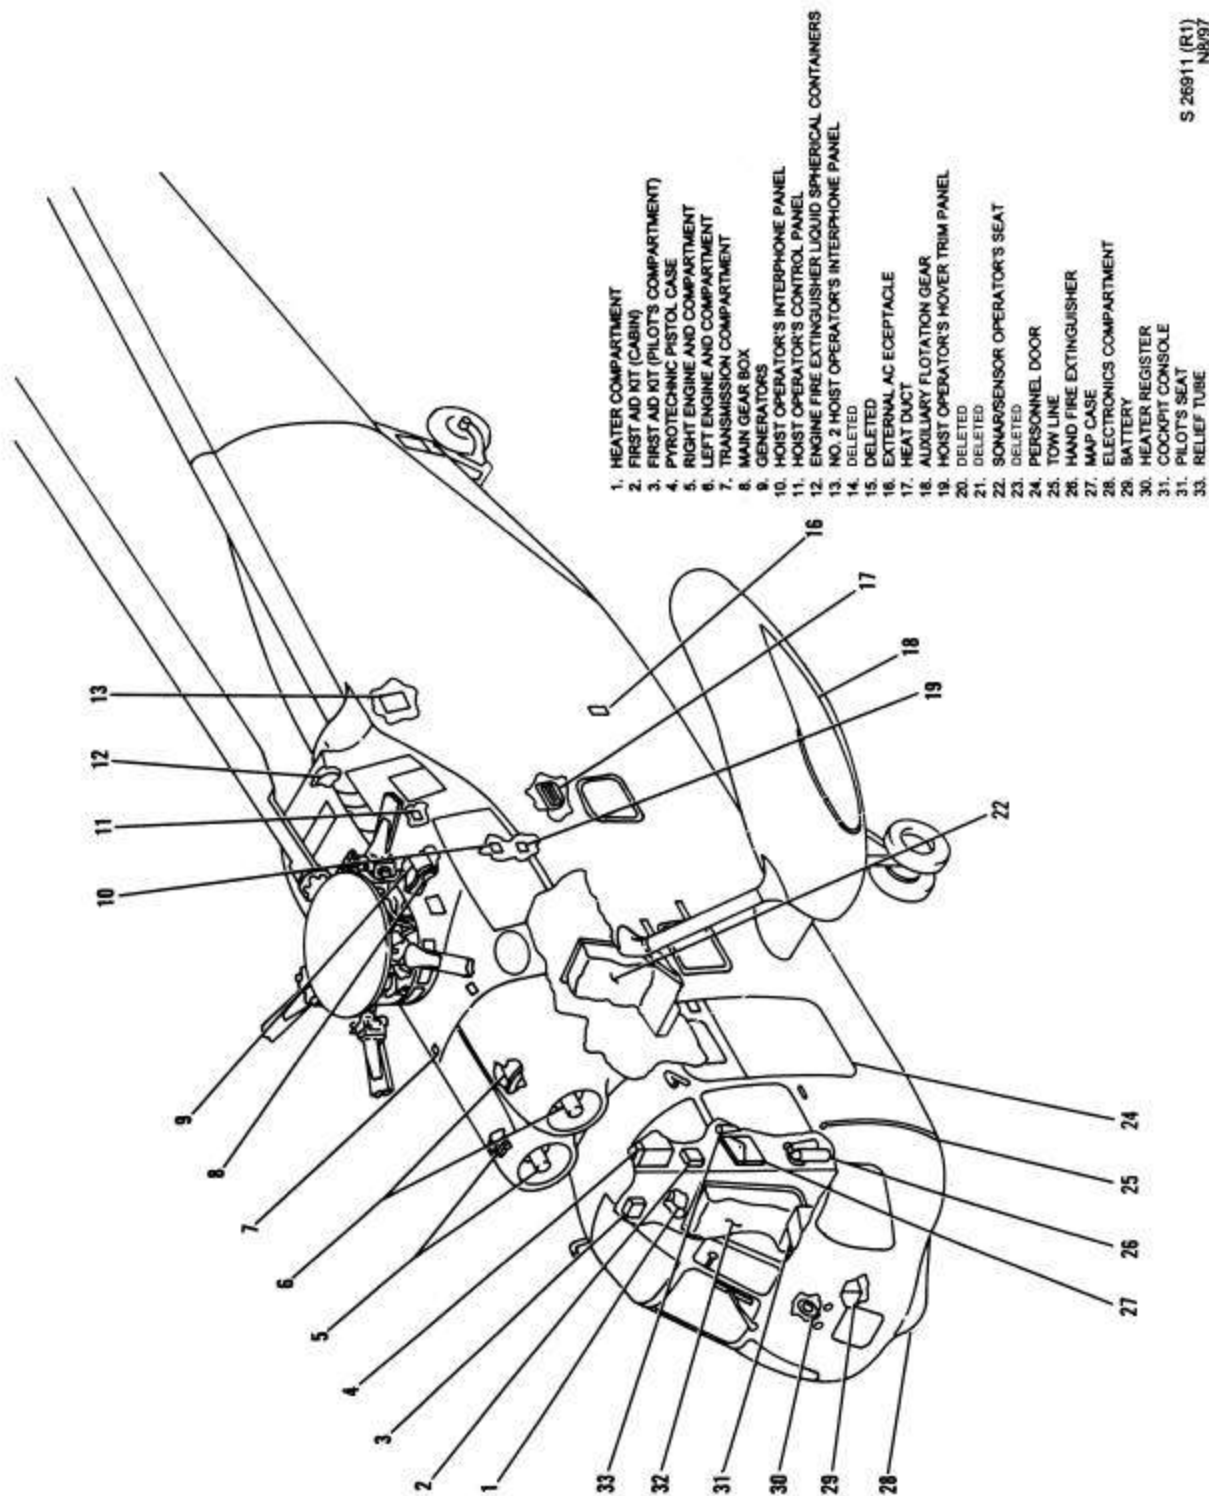 1. HEATER COMPARTMENT
2. FIRST AID KIT (CABIN)
3. FIRST AID KIT (PILOT'S COMPARTMENT)
4. PYROTECHNIC PISTOL CASE
5. RIGHT ENGINE AND COMPARTMENT
6. LEFT ENGINE AND COMPARTMENT
7. TRANSMISSION COMPARTMENT
8. MAIN GEAR BOX
9. GENERATORS
10. HOIST OPERATOR'S INTERPHONE PANEL
11. HOIST OPERATOR'S CONTROL PANEL
12. ENGINE FIRE EXTINGUISHER LIQUID SPHERICAL CONTAINERS
13. NO. 2 HOIST OPERATOR'S INTERPHONE PANEL
14. DELETED
15. DELETED
16. EXTERNAL AC ECEPTACLE
17. HEAT DUCT
18. AUXILIARY FLOTATION GEAR
19. HOIST OPERATOR'S HOVER TRIM PANEL
20. DELETED
21. DELETED
22. SONAR/SENSOR OPERATOR'S SEAT
23. DELETED
24. PERSONNEL DOOR
25. TOW LINE
26. HAND FIRE EXTINGUISHER
27. MAP CASE
28. ELECTRONICS COMPARTMENT
29. BATTERY
30. HEATER REGISTER
31. COCKPIT CONSOLE
31. PILOT'S SEAT
33. RELIEF TUBE
S 26911 (R1)
N8/97
1
2
3
4
5
6
7
8
9
10
11
12
13
16
17
18
19
22
24
25
26
27
28
29
30
31
32
33